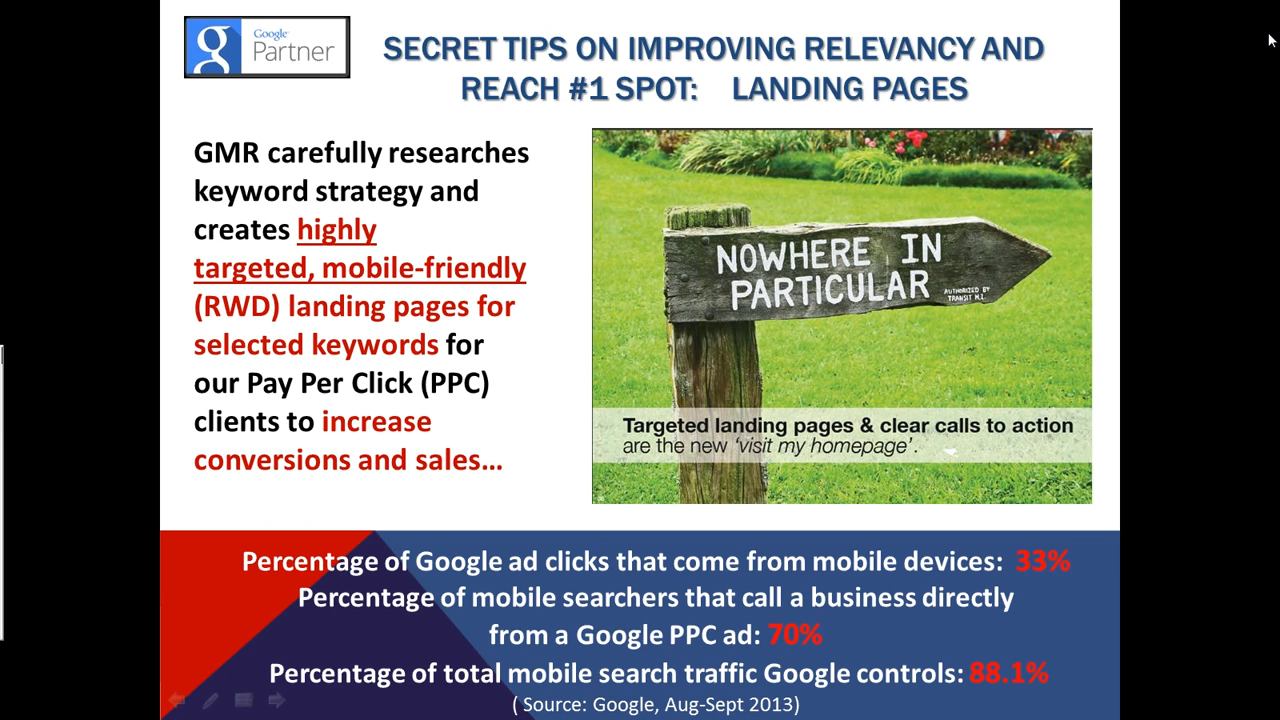 Google
Partner
SECRET TIPS ON IMPROVING RELEVANCY AND
REACH #1 SPOT: LANDING PAGES
GMR carefully researches
keyword strategy and
creates highly
targeted, mobile-friendly
(RWD) landing pages for
selected keywords for
our Pay Per Click (PPC)
clients to increase
conversions and sales...
NOWHERE IN
PARTICULAR
AUTHORIZED BY
TRANSIT N.Z.
Targeted landing pages & clear calls to action
are the new 'visit my homepage'.
Percentage of Google ad clicks that come from mobile devices: 33%
Percentage of mobile searchers that call a business directly
from a Google PPC ad: 70%
Percentage of total mobile search traffic Google controls: 88.1%
( Source: Google, Aug-Sept 2013)